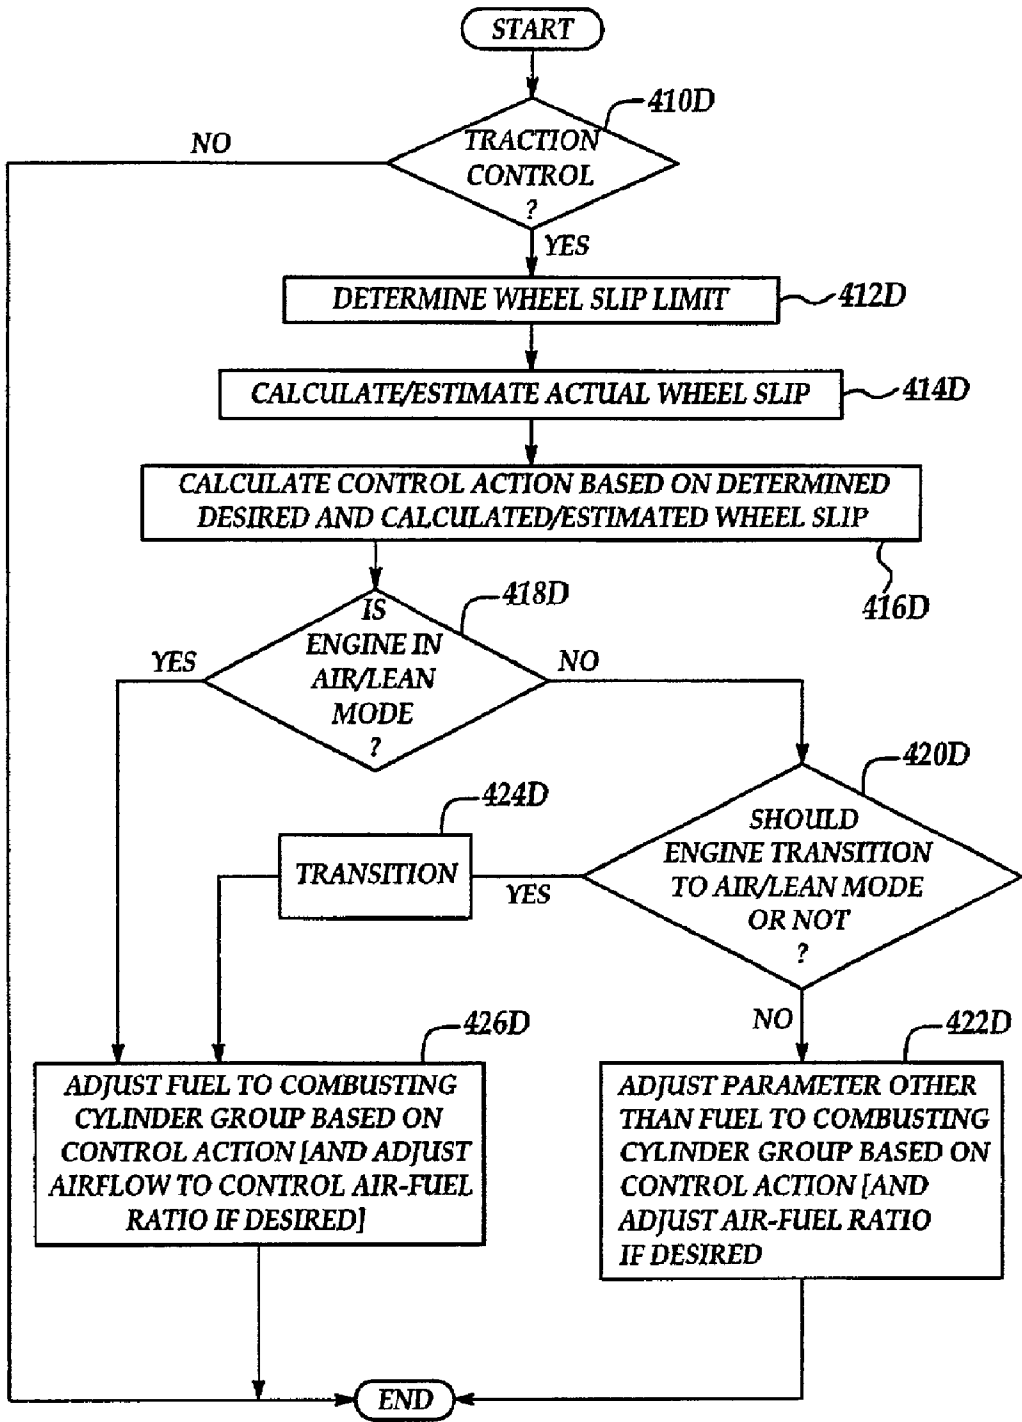 START
410D
NO
TRACTION
CONTROL
?
YES
DETERMINE WHEEL SLIP LIMIT
412D
CALCULATE/ESTIMATE ACTUAL WHEEL SLIP
414D
CALCULATE CONTROL ACTION BASED ON DETERMINED
DESIRED AND CALCULATED/ESTIMATED WHEEL SLIP
416D
418D
IS
ENGINE IN
AIR/LEAN
MODE
?
YES
NO
420D
SHOULD
ENGINE TRANSITION
TO AIR/LEAN MODE
OR NOT
?
424D
TRANSITION
YES
NO
426D
ADJUST FUEL TO COMBUSTING
CYLINDER GROUP BASED ON
CONTROL ACTION [AND ADJUST
AIRFLOW TO CONTROL AIR-FUEL
RATIO IF DESIRED]
422D
ADJUST PARAMETER OTHER
THAN FUEL TO COMBUSTING
CYLINDER GROUP BASED ON
CONTROL ACTION [AND
ADJUST AIR-FUEL RATIO
IF DESIRED
END